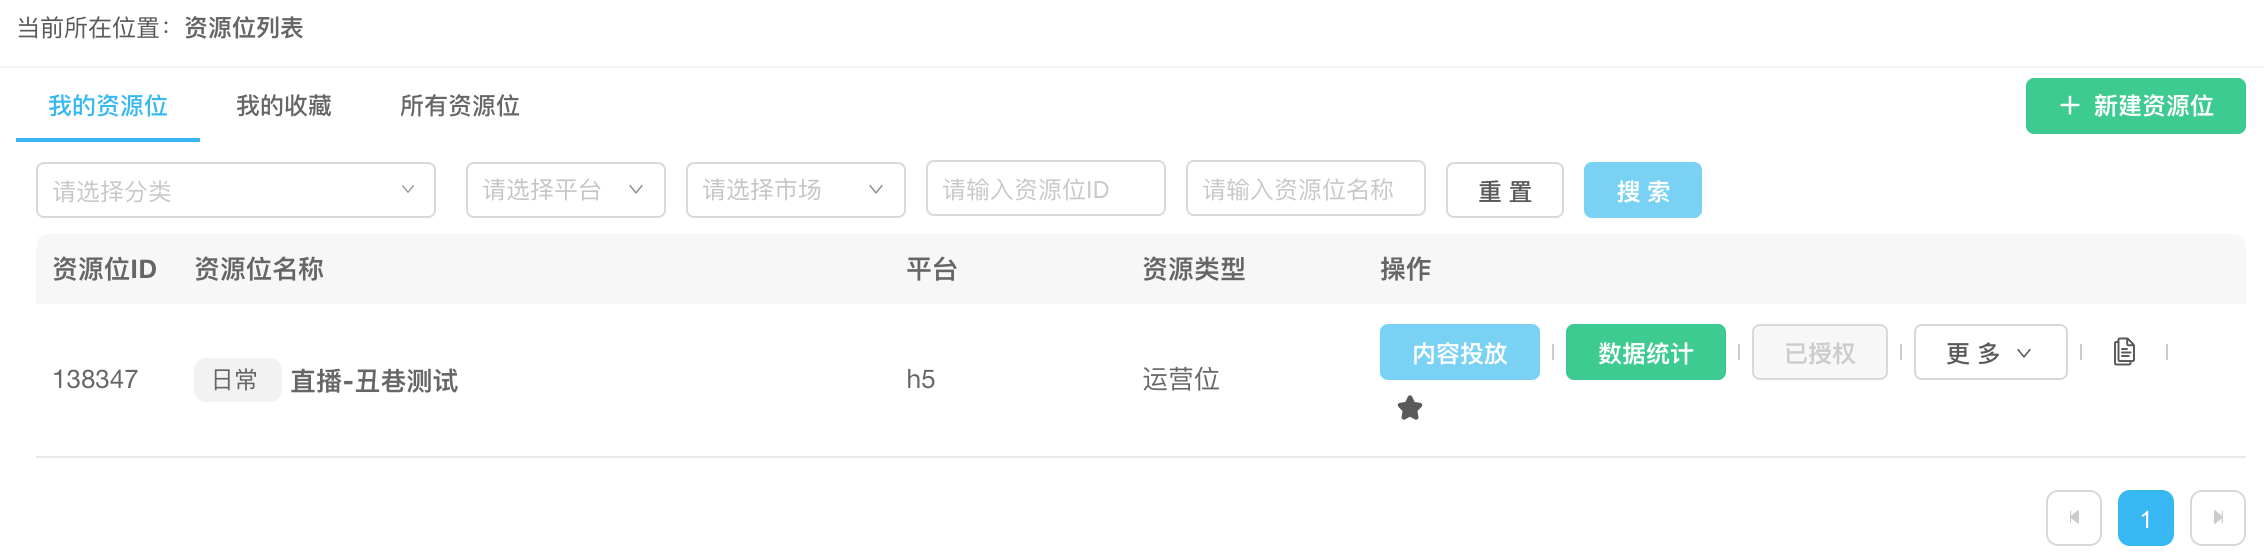 当前所在位置：资源位列表
我的资源位 我的收藏 所有资源位 + 新建资源位
请选择分类 请选择平台 请选择市场 请输入资源位ID 请输入资源位名称 重 置 搜 索
资源位ID 资源位名称 平台 资源类型 操作
138347 日常 直播-丑巷测试 h5 运营位 内容投放 数据统计 已授权 更 多
1